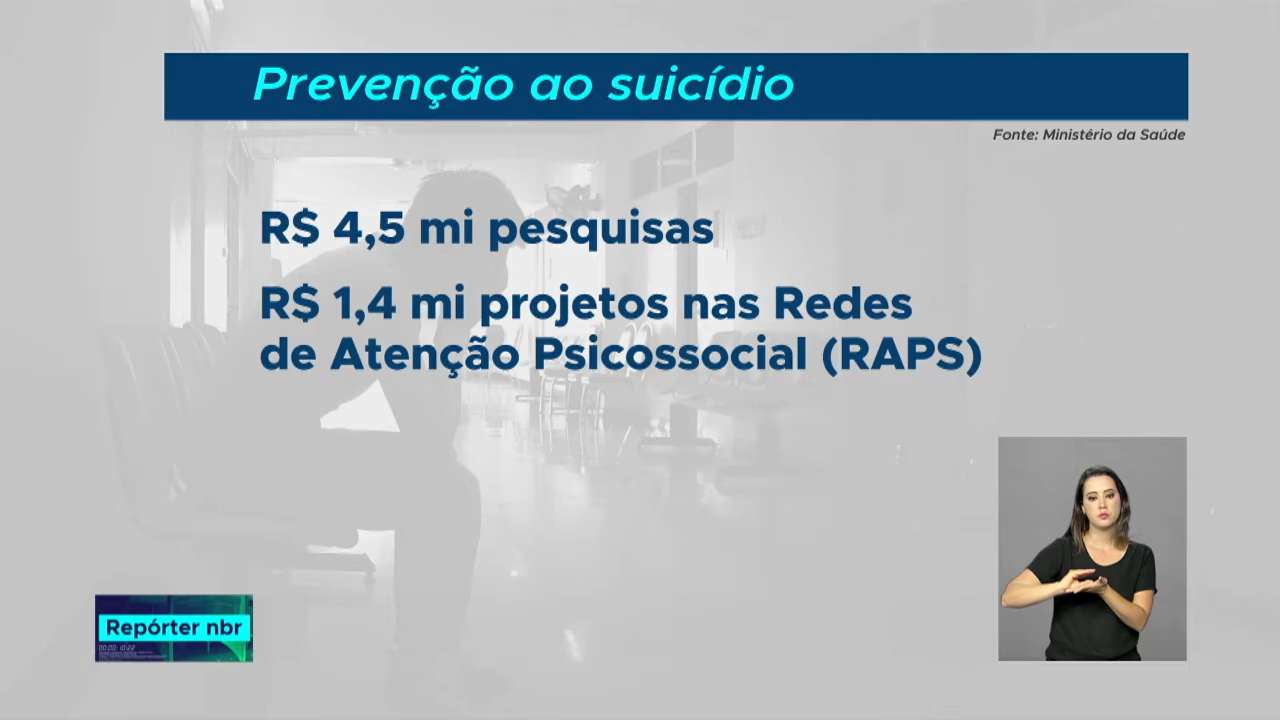 Prevenção ao suicídio
Fonte: Ministério da Saúde
R$ 4,5 mi pesquisas
R$ 1,4 mi projetos nas Redes
de Atenção Psicossocial (RAPS)
Repórter nbr